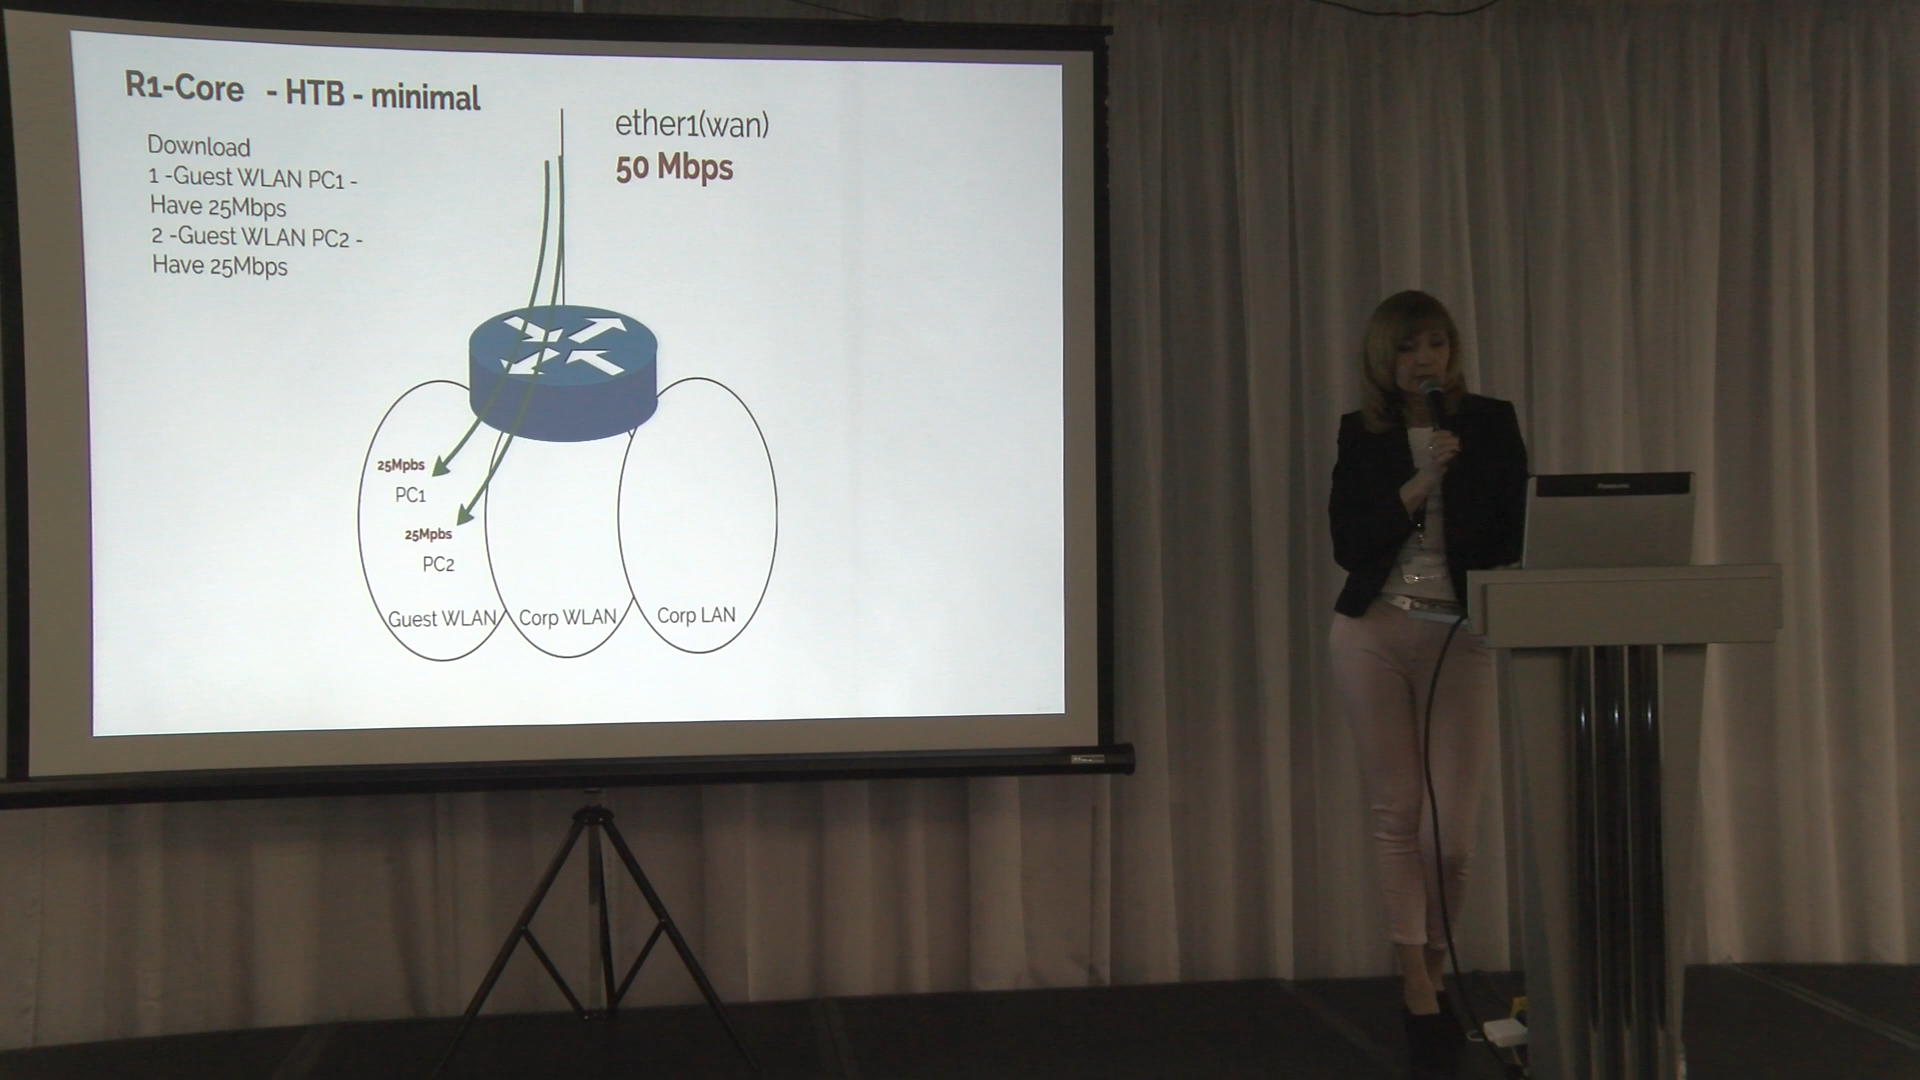 R1-Core - HTB - minimal
Download
1 -Guest WLAN PC1 -
Have 25Mbps
2 -Guest WLAN PC2 -
Have 25Mbps
ether1(wan)
50 Mbps
25Mpbs
PC1
25Mpbs
PC2
Guest WLAN
Corp WLAN
Corp LAN
Panasonic